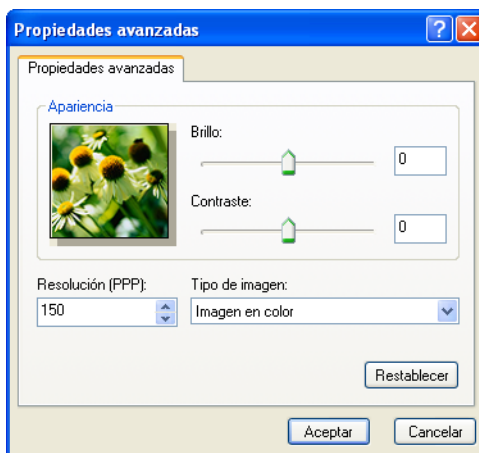 Propiedades avanzadas
Propiedades avanzadas
Apariencia
Brillo:
0
Contraste:
0
Resolución (PPP): Tipo de imagen:
150 Imagen en color
Restablecer
Aceptar Cancelar